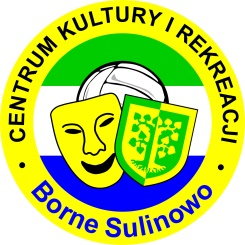 CENTRUM KULTURY I REKREACJI
Borne Sulinowo